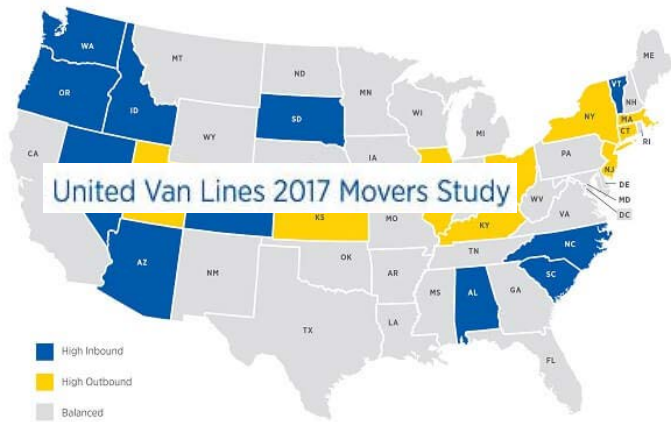 WA
ME
MT
ND
VT
OR
MN
NH
ID
SD
WI
NY
MA
WY
MI
CT
RI
CA
IA
PA
NJ
United Van Lines 2017 Movers Study
DE
WV
MD
KS
MO
KY
VA
DC
AZ
NM
OK
TN
NC
AR
SC
MS
AL
GA
TX
LA
FL
High Inbound
High Outbound
Balanced